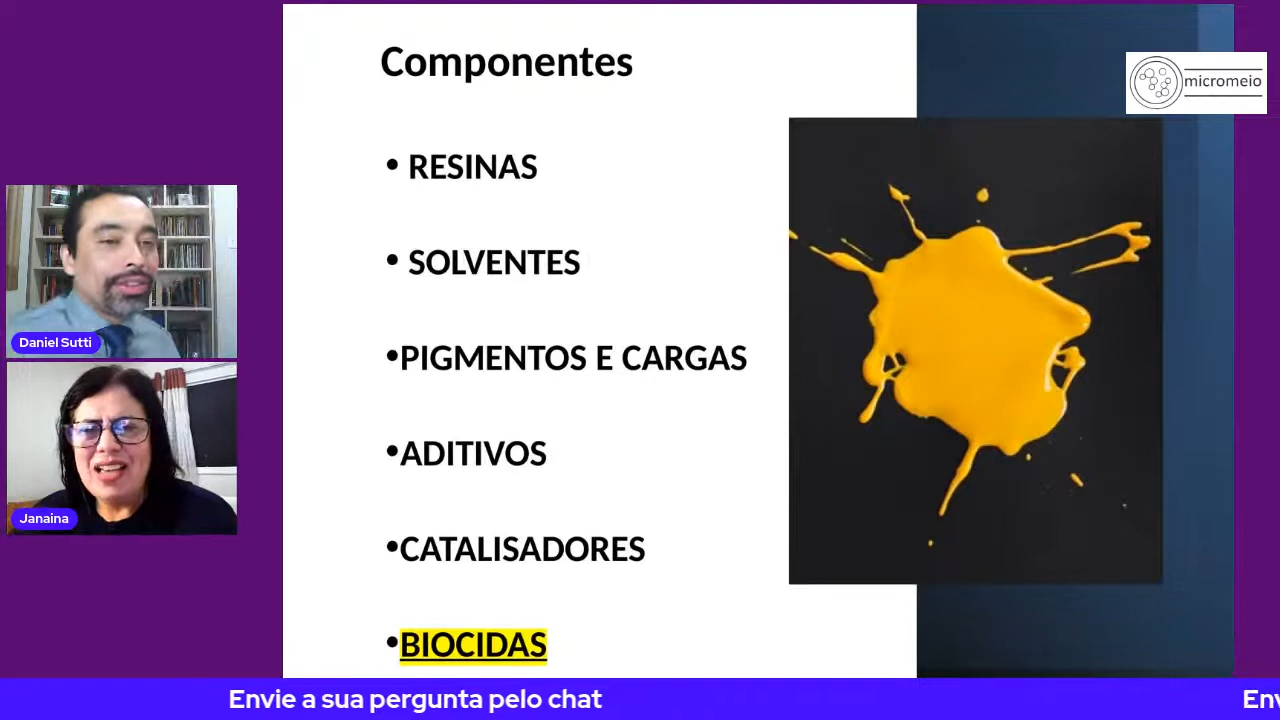 Componentes
micromeio
• RESINAS
• SOLVENTES
•PIGMENTOS E CARGAS
•ADITIVOS
•CATALISADORES
•BIOCIDAS
Daniel Sutti
Janaina
Envie a sua pergunta pelo chat
Env